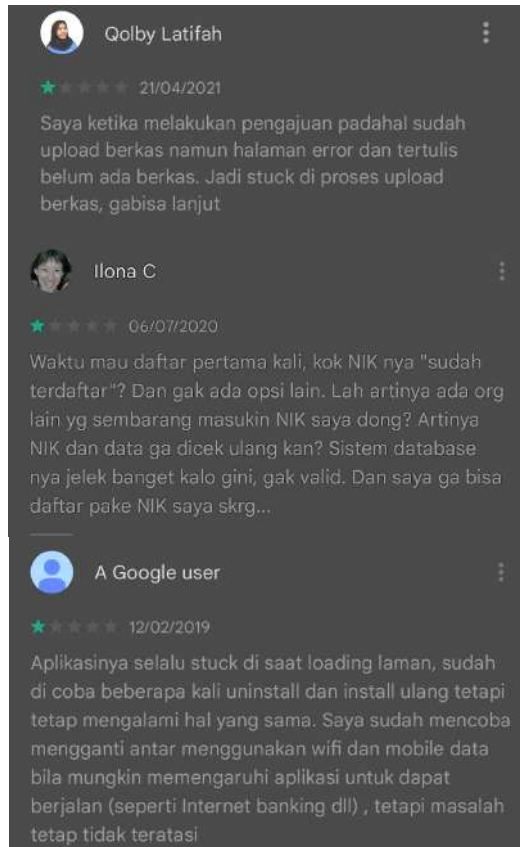 Qolby Latifah
21/04/2021
Saya ketika melakukan pengajuan padahal sudah
upload berkas namun halaman error dan tertulis
belum ada berkas. Jadi stuck di proses upload
berkas, gabisa lanjut
Ilona C
06/07/2020
Waktu mau daftar pertama kali, kok NIK nya "sudah
terdaftar"? Dan gak ada opsi lain. Lah artinya ada org
lain yg sembarang masukin NIK saya dong? Artinya
NIK dan data ga dicek ulang kan? Sistem database
nya jelek banget kalo gini, gak valid. Dan saya ga bisa
daftar pake NIK saya skrg...
A Google user
12/02/2019
Aplikasinya selalu stuck di saat loading laman, sudah
di coba beberapa kali uninstall dan install ulang tetapi
tetap mengalami hal yang sama. Saya sudah mencoba
mengganti antar menggunakan wifi dan mobile data
bila mungkin memengaruhi aplikasi untuk dapat
berjalan (seperti Internet banking dll) , tetapi masalah
tetap tidak teratasi